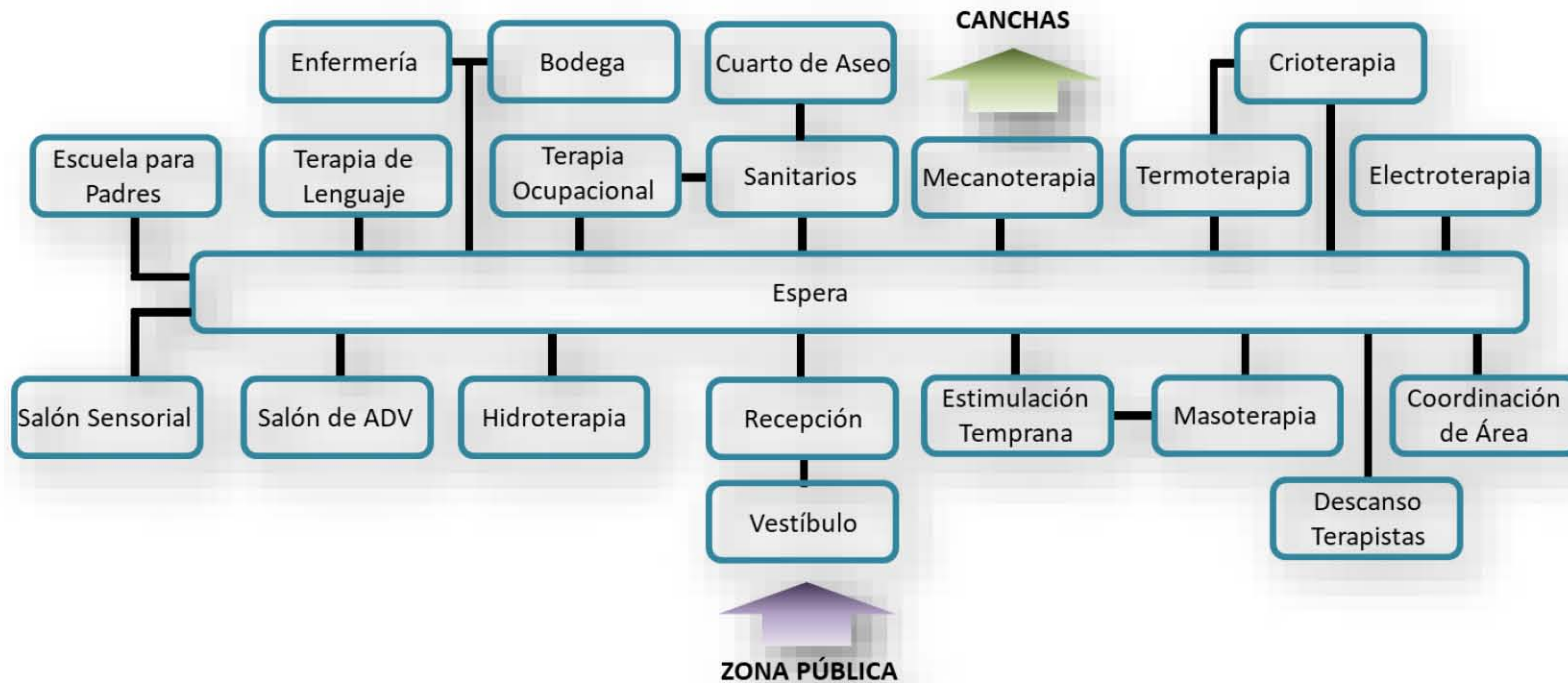 CANCHAS
Enfermería
Bodega
Cuarto de Aseo
Crioterapia
Escuela para
Padres
Terapia de
Lenguaje
Terapia
Ocupacional
Sanitarios
Mecanoterapia
Termoterapia
Electroterapia
Espera
Salón Sensorial
Salón de ADV
Hidroterapia
Recepción
Estimulación
Temprana
Masoterapia
Coordinación
de Área
Vestíbulo
Descanso
Terapistas
ZONA PÚBLICA